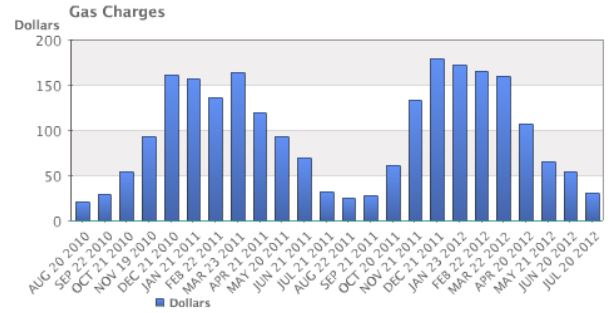 Gas Charges
Dollars
200
150
100
50
0
AUG 20 2010
SEP 22 2010
OCT 21 2010
NOV 19 2010
DEC 21 2010
JAN 21 2011
FEB 22 2011
MAR 23 2011
APR 21 2011
MAY 20 2011
JUN 21 2011
JUL 21 2011
AUG 22 2011
SEP 21 2011
OCT 20 2011
NOV 21 2011
DEC 21 2011
JAN 23 2012
FEB 22 2012
MAR 22 2012
APR 20 2012
MAY 21 2012
JUN 20 2012
JUL 20 2012
Dollars